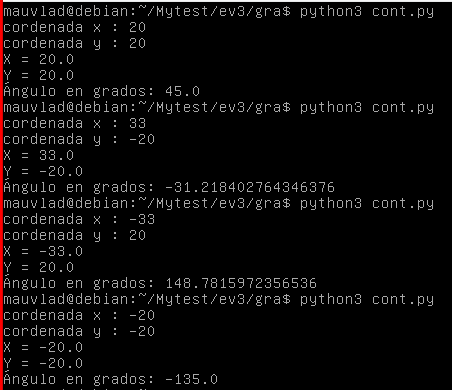 mauvlad@debian:~/Mytest/ev3/gra$ python3 cont.py
cordenada x : 20
cordenada y : 20
X = 20.0
Y = 20.0
Ángulo en grados: 45.0
mauvlad@debian:~/Mytest/ev3/gra$ python3 cont.py
cordenada x : 33
cordenada y : -20
X = 33.0
Y = -20.0
Ángulo en grados: -31.218402764346376
mauvlad@debian:~/Mytest/ev3/gra$ python3 cont.py
cordenada x : -33
cordenada y : 20
X = -33.0
Y = 20.0
Ángulo en grados: 148.7815972356536
mauvlad@debian:~/Mytest/ev3/gra$ python3 cont.py
cordenada x : -20
cordenada y : -20
X = -20.0
Y = -20.0
Ángulo en grados: -135.0